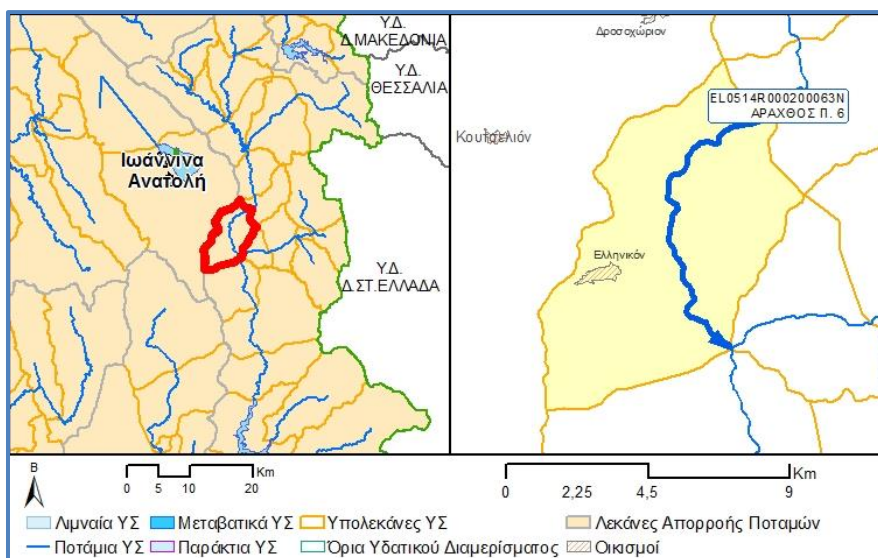 Υ.Δ.
Δ.ΜΑΚΕΔΟΝΙΑ
Υ.Δ.
ΘΕΣΣΑΛΙΑ
Ιωάννινα
Ανατολή
Υ.Δ.
Δ.ΣΤ.ΕΛΛΑΔΑ
Δροσοχώριον
EL0514R000200063N
ΑΡΑΧΘΟΣ Π. 6
Ελληνικόν
Β
Km
0 5 10 20
Km
0 2,25 4,5 9
Λιμναία ΥΣ
Μεταβατικά ΥΣ
Υπολεκάνες ΥΣ
Λεκάνες Απορροής Ποταμών
Ποτάμια ΥΣ
Παράκτια ΥΣ
Όρια Υδατικού Διαμερίσματος
Οικισμοί